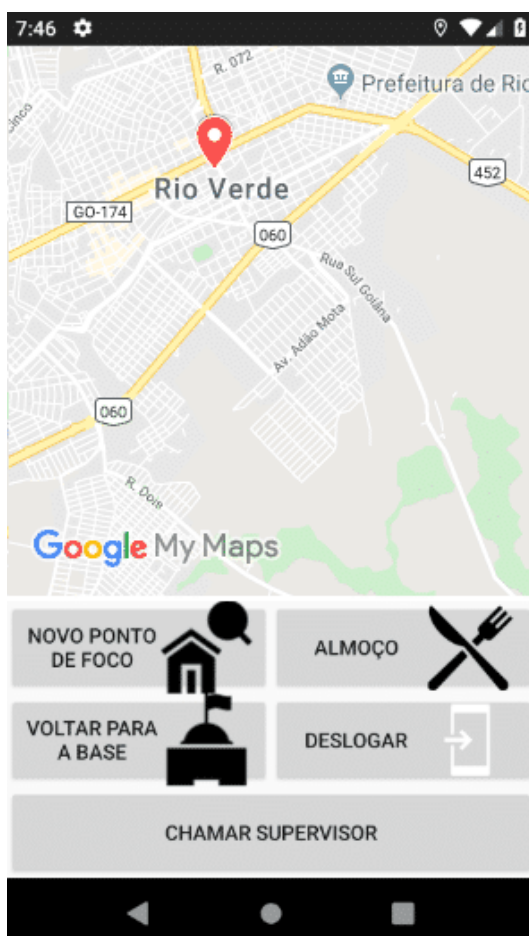 7:46
R. 072
Prefeitura de Rio
Rio Verde
452
GO-174
060
Rua Sul Goiâna
Av. Adão Mota
060
R. Dois
Google My Maps
NOVO PONTO
DE FOCO
ALMOÇO
VOLTAR PARA
A BASE
DESLOGAR
CHAMAR SUPERVISOR